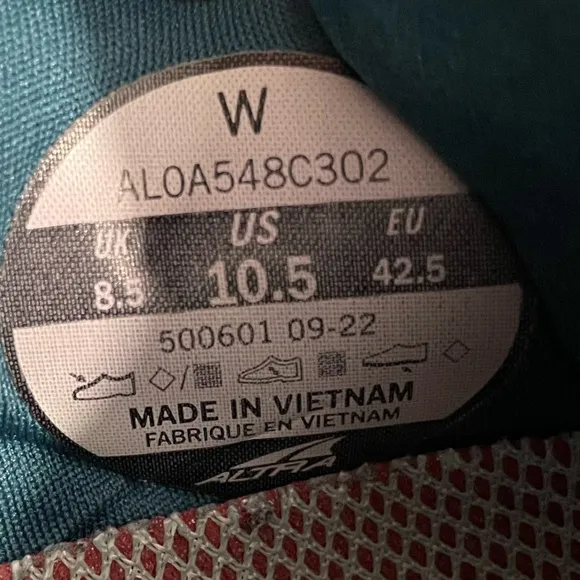 W
AL0A548C302
UK US EU
8.5 10.5 42.5
500601 09-22
MADE IN VIETNAM
FABRIQUE EN VIETNAM
ALTRA